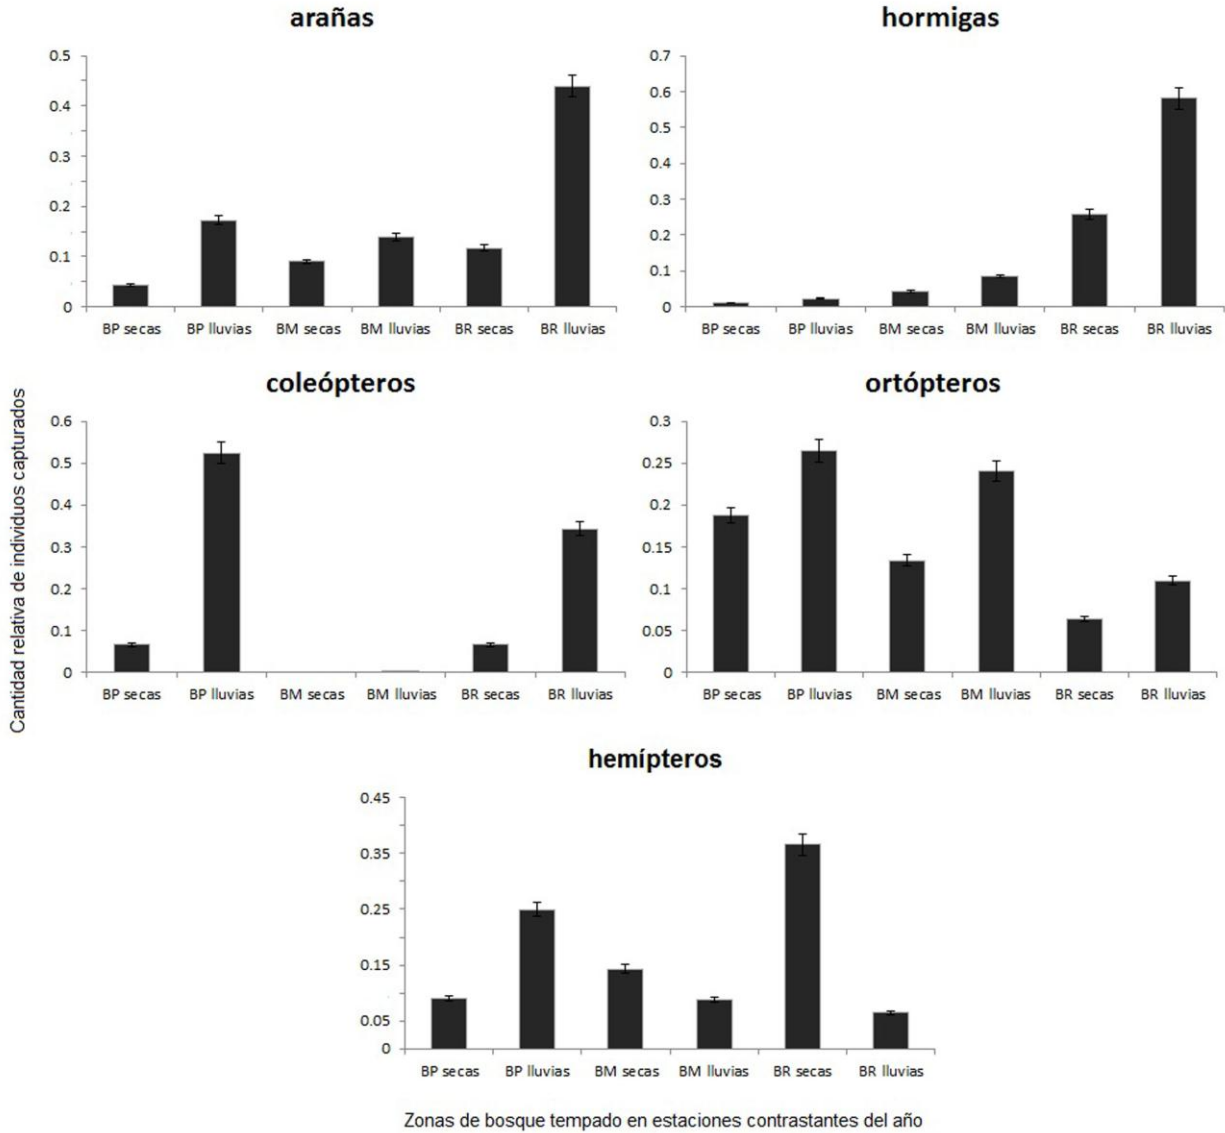 arañas
0.5
0.4
0.3
0.2
0.1
0
BP secas BP lluvias BM secas BM lluvias BR secas BR lluvias
hormigas
0.7
0.6
0.5
0.4
0.3
0.2
0.1
0
BP secas BP lluvias BM secas BM lluvias BR secas BR lluvias
Cantidad relativa de individuos capturados
coleópteros
0.6
0.5
0.4
0.3
0.2
0.1
0
BP secas BP lluvias BM secas BM lluvias BR secas BR lluvias
ortópteros
0.3
0.25
0.2
0.15
0.1
0.05
0
BP secas BP lluvias BM secas BM lluvias BR secas BR lluvias
hemípteros
0.45
0.35
0.25
0.15
0.05
0
BP secas BP lluvias BM secas BM lluvias BR secas BR lluvias
Zonas de bosque tempado en estaciones contrastantes del año